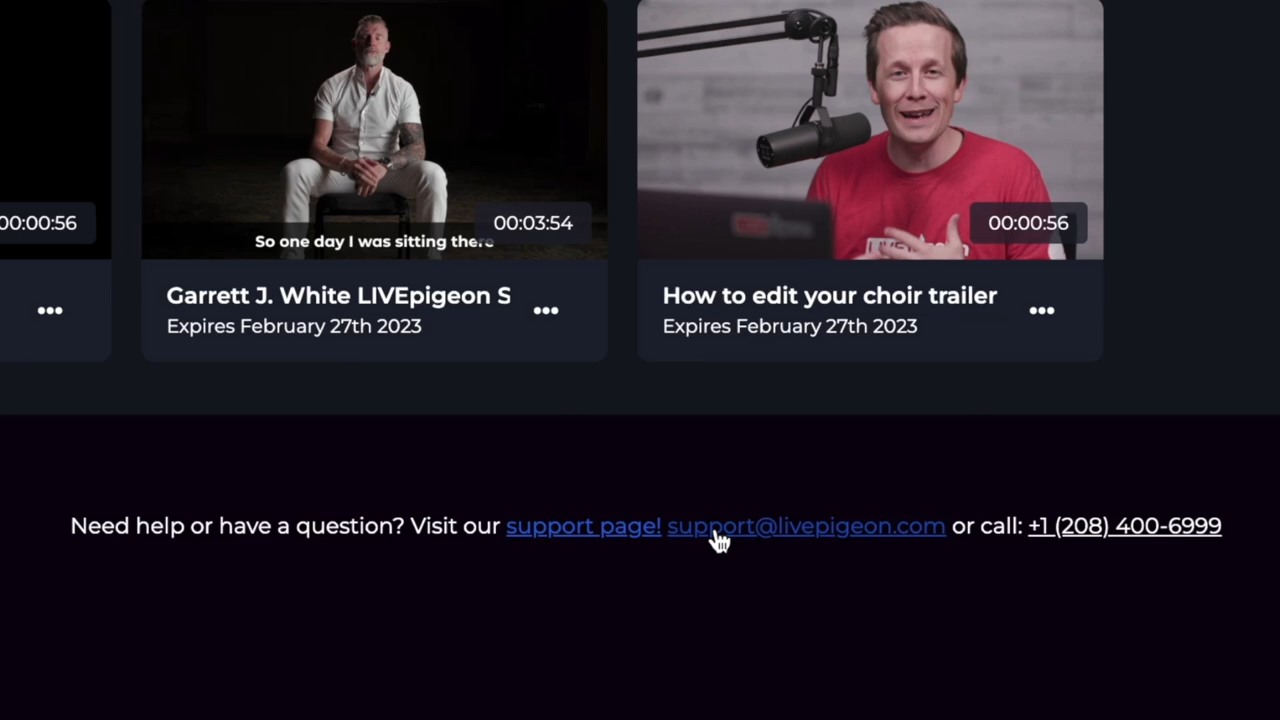 00:00:56
So one day I was sitting there
00:03:54
00:00:56
Garrett J. White LIVEpigeon S
Expires February 27th 2023
How to edit your choir trailer
Expires February 27th 2023
Need help or have a question? Visit our support page! support@livepigeon.com or call: +1 (208) 400-6999